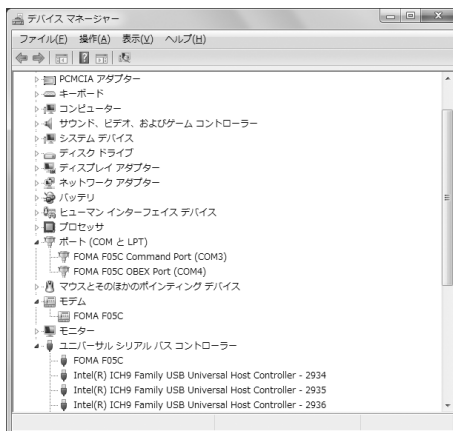 デバイス マネージャー
ファイル(F) 操作(A) 表示(V) ヘルプ(H)
PCMCIA アダプター
キーボード
コンピューター
サウンド、ビデオ、およびゲーム コントローラー
システム デバイス
ディスク ドライブ
ディスプレイ アダプター
ネットワーク アダプター
バッテリ
ヒューマン インターフェイス デバイス
プロセッサ
ポート (COM と LPT)
FOMA F05C Command Port (COM3)
FOMA F05C OBEX Port (COM4)
マウスとそのほかのポインティング デバイス
モデム
FOMA F05C
モニター
ユニバーサル シリアル バス コントローラー
FOMA F05C
Intel(R) ICH9 Family USB Universal Host Controller - 2934
Intel(R) ICH9 Family USB Universal Host Controller - 2935
Intel(R) ICH9 Family USB Universal Host Controller - 2936